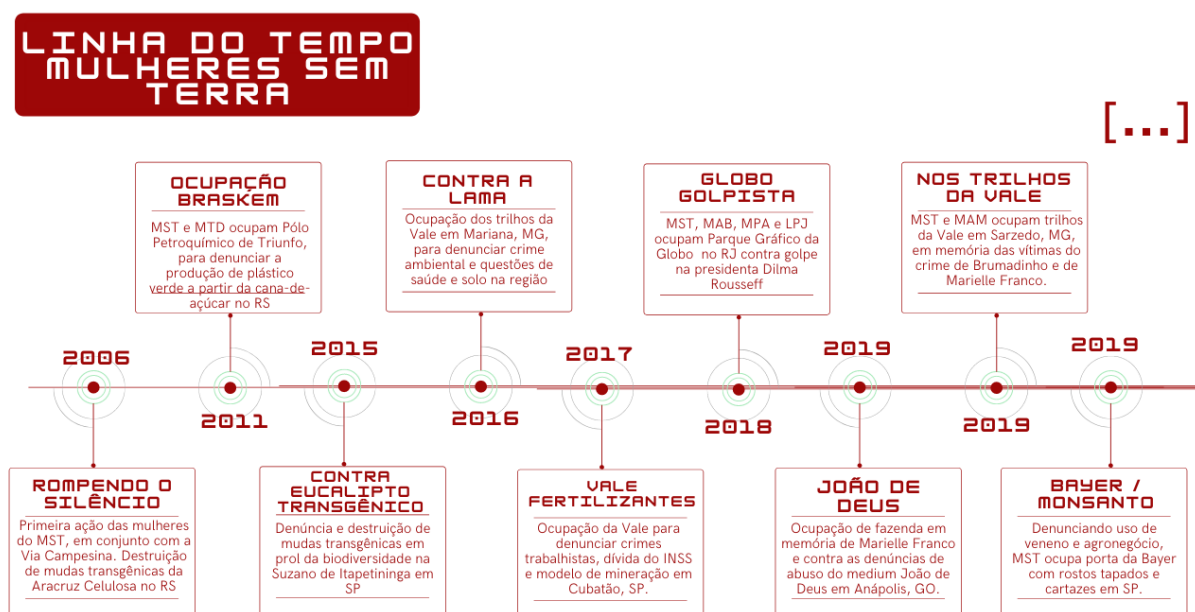 LINHA DO TEMPO
MULHERES SEM
TERRA
[...]
OCUPAÇÃO
BRASKEM
MST e MTD ocupam Pólo
Petroquímico de Triunfo,
para denunciar a
produção de plástico
verde a partir da cana-de-
açúcar no RS
CONTRA A
LAMA
Ocupação dos trilhos da
Vale em Mariana, MG,
para denunciar crime
ambiental e questões de
saúde e solo na região
GLOBO
GOLPISTA
MST, MAB, MPA e LPJ
ocupam Parque Gráfico da
Globo no RJ contra golpe
na presidenta Dilma
Rousseff
NOS TRILHOS
DA VALE
MST e MAM ocupam trilhos
da Vale em Sarzedo, MG,
em memória das vítimas do
crime de Brumadinho e de
Marielle Franco.
2006
2011
2015
2016
2017
2018
2019
2019
2019
ROMPENDO O
SILÊNCIO
Primeira ação das mulheres
do MST, em conjunto com a
Via Campesina. Destruição
de mudas transgênicas da
Aracruz Celulosa no RS
CONTRA
EUCALIPTO
TRANSGÊNICO
Denúncia e destruição de
mudas transgênicas em
prol da biodiversidade na
Suzano de Itapetininga em
SP
VALE
FERTILIZANTES
Ocupação da Vale para
denunciar crimes
trabalhistas, dívida do INSS
e modelo de mineração em
Cubatão, SP.
JOÃO DE
DEUS
Ocupação de fazenda em
memória de Marielle Franco
e contra as denúncias de
abuso do medium João de
Deus em Anápolis, GO.
BAYER /
MONSANTO
Denunciando uso de
veneno e agronegócio,
MST ocupa porta da Bayer
com rostos tapados e
cartazes em SP.